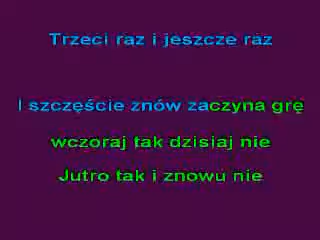 Trzeci raz i jeszcze raz
I szczęście znów zaczyna grę
wczoraj tak dzisiaj nie
Jutro tak i znowu nie